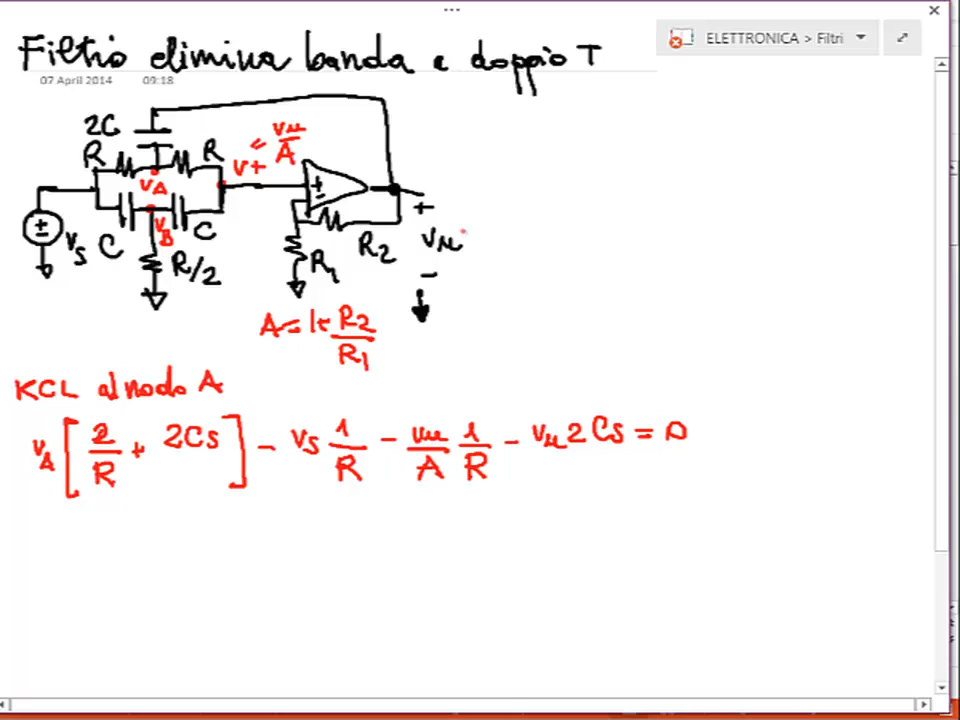 Filtro elimina banda a doppio T
ELETTRONICA > Filtri
07 April 2014 09:18
2C
R R V+ = vu/A
vA
vs C vB C
R/2
R1 R2
+
vu
-
A = 1+ R2/R1
KCL al nodo A
vA [ 2/R + 2Cs ] - vs 1/R - vu/A 1/R - vu 2Cs = 0